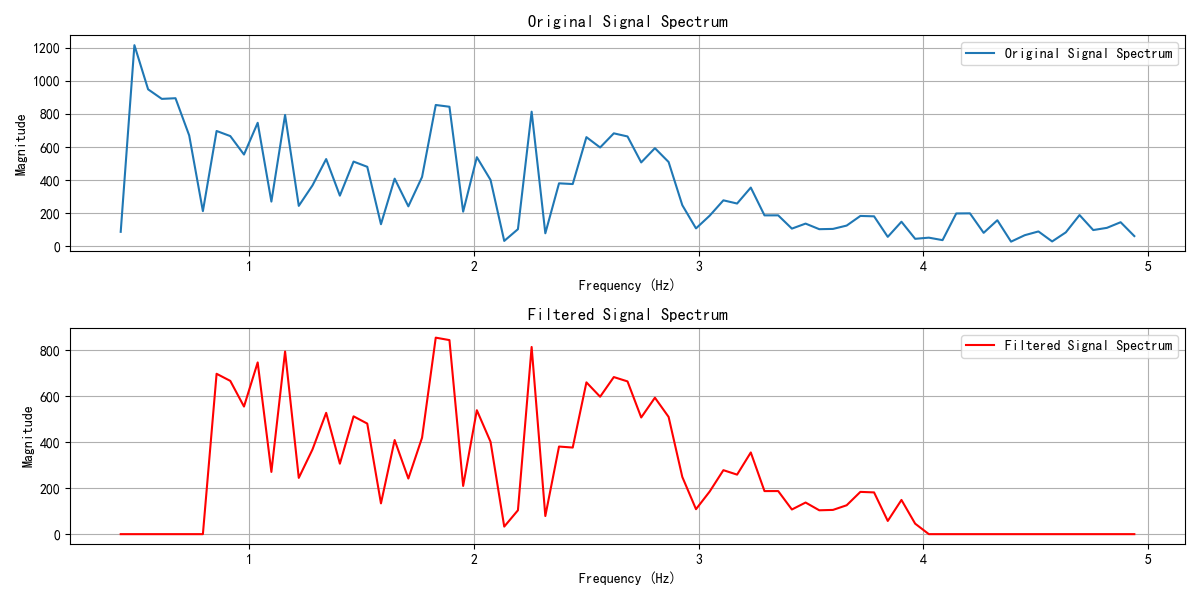 Original Signal Spectrum
Original Signal Spectrum
Magnitude
1200
1000
800
600
400
200
0
1 2 3 4 5
Frequency (Hz)
Filtered Signal Spectrum
Filtered Signal Spectrum
Magnitude
800
600
400
200
0
1 2 3 4 5
Frequency (Hz)